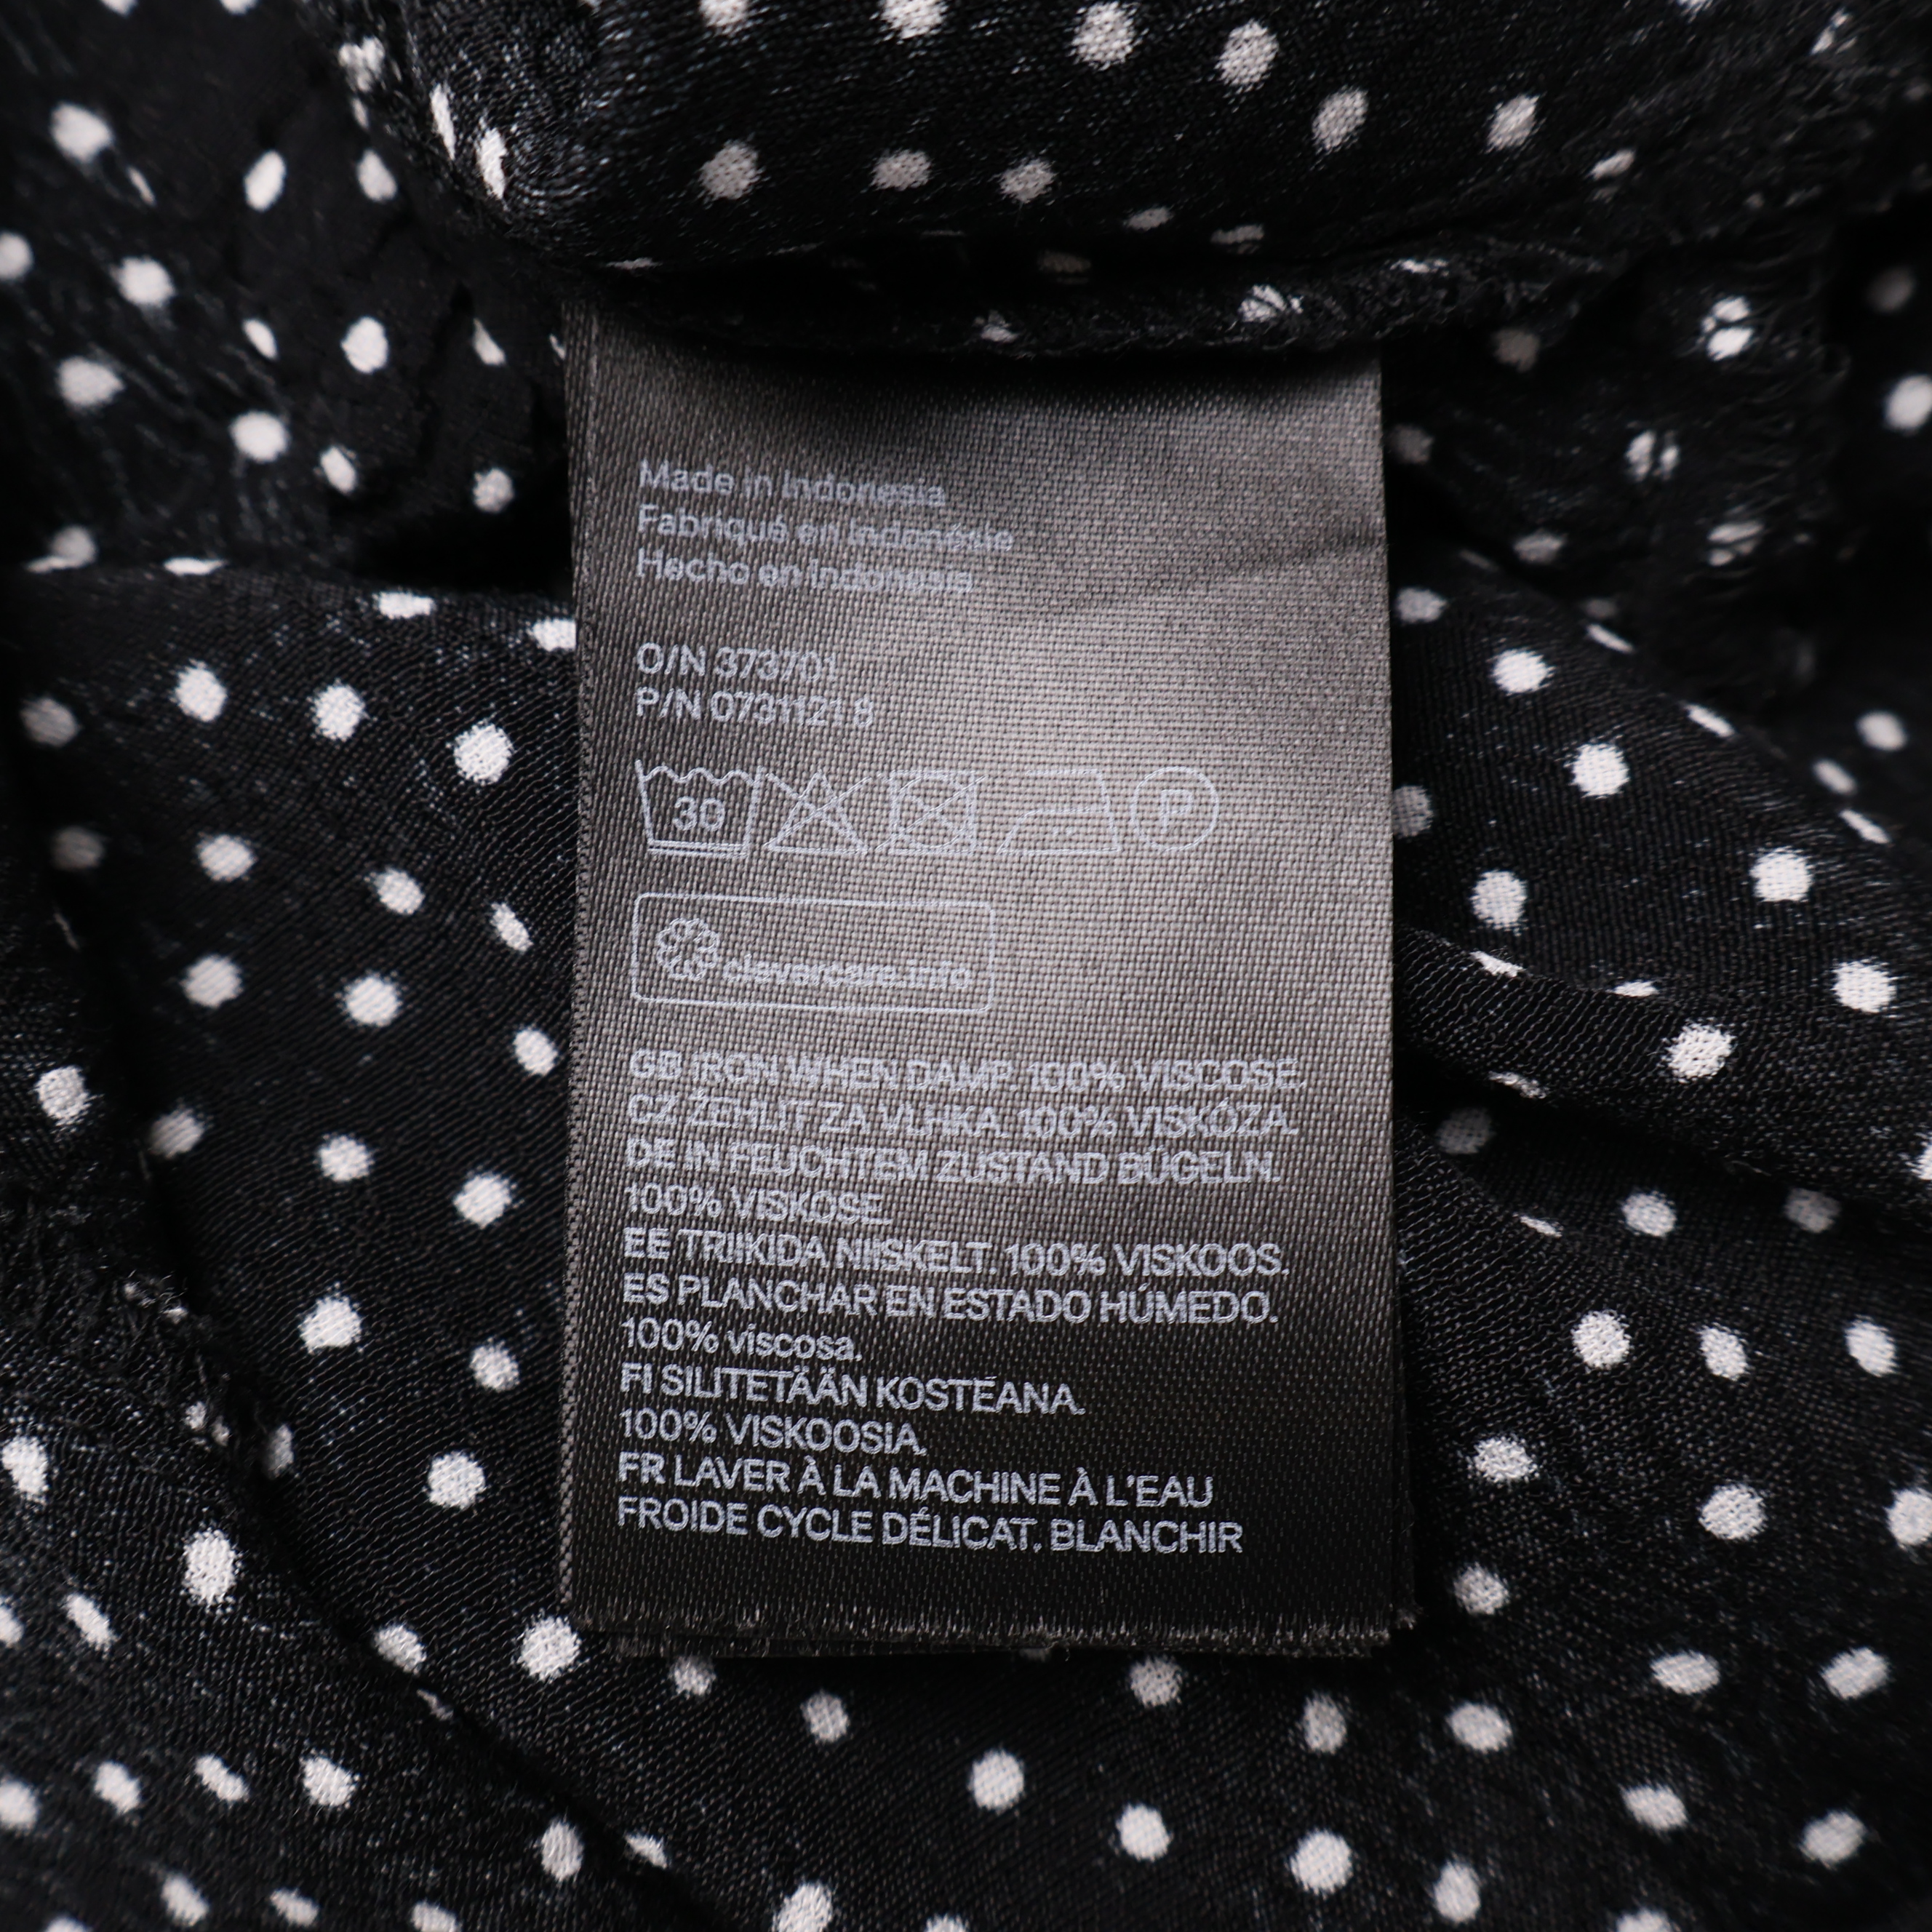 Made in Indonesia
Fabriqué en Indonésie
Hecho en Indonesia
O/N 373701
P/N 07311218
30
P
clevercare.info
GB IRON WHEN DAMP. 100% VISCOSE.
CZ ŽEHLIT ZA VLHKA. 100% VISKÓZA.
DE IN FEUCHTEM ZUSTAND BÜGELN.
100% VISKOSE.
EE TRIIKIDA NIISKELT. 100% VISKOOS.
ES PLANCHAR EN ESTADO HÚMEDO.
100% viscosa.
FI SILITETÄÄN KOSTEANA.
100% VISKOOSIA.
FR LAVER À LA MACHINE À L'EAU
FROIDE CYCLE DÉLICAT. BLANCHIR